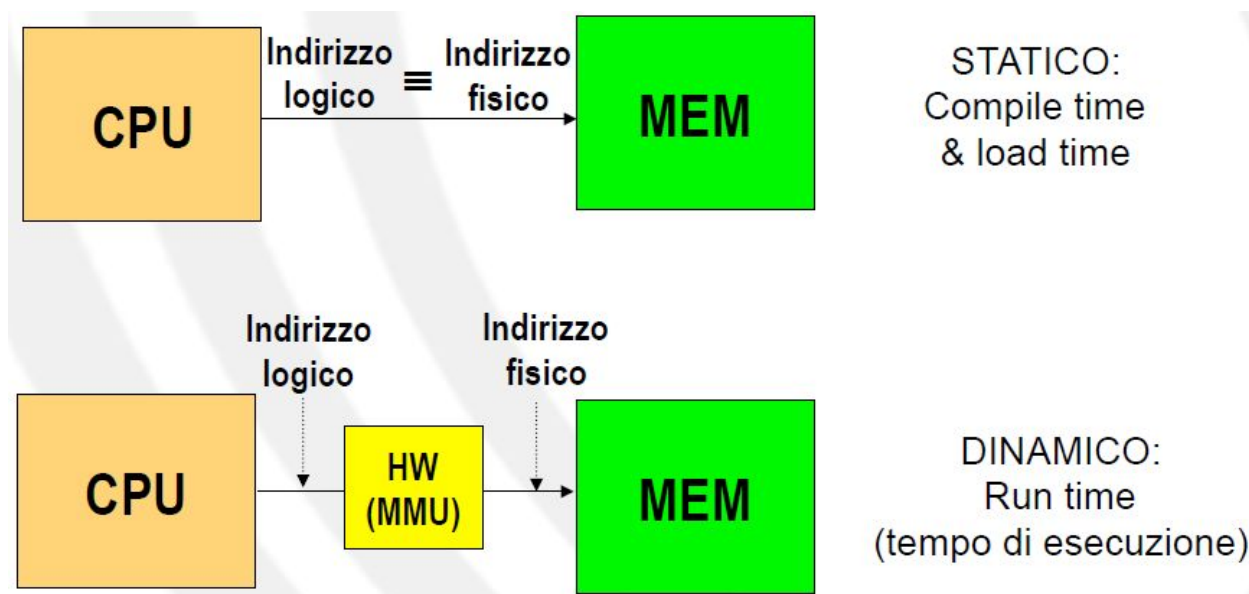 CPU
Indirizzo
logico
≡
Indirizzo
fisico
MEM
STATICO:
Compile time
& load time
Indirizzo
logico
Indirizzo
fisico
CPU
HW
(MMU)
MEM
DINAMICO:
Run time
(tempo di esecuzione)